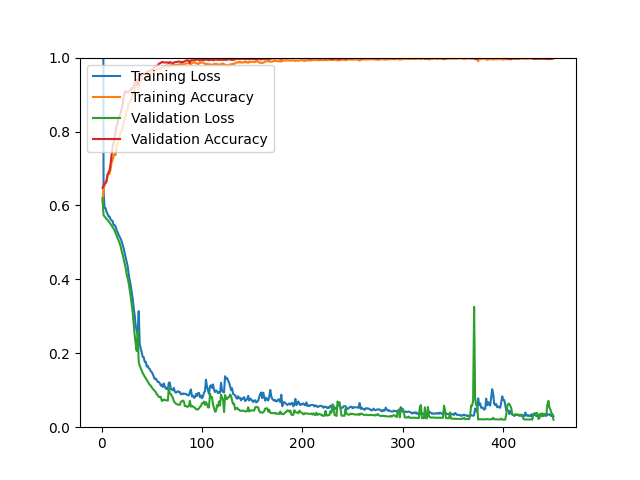 1.0
0.8
0.6
0.4
0.2
0.0
Training Loss
Training Accuracy
Validation Loss
Validation Accuracy
0 100 200 300 400